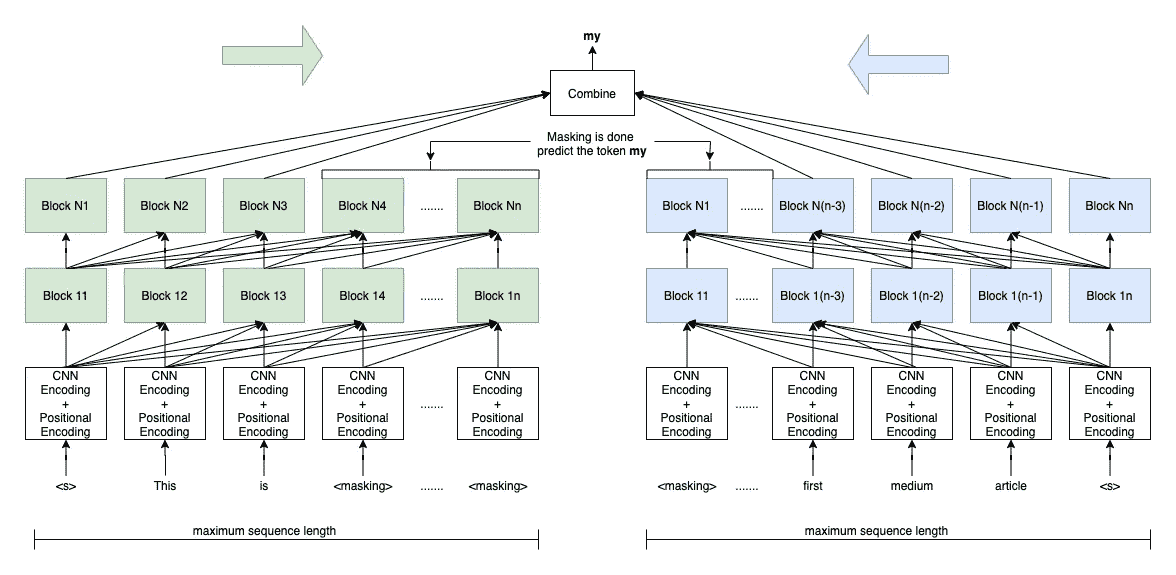 my
Combine
Masking is done
predict the token my
Block N1
Block N2
Block N3
Block N4
.......
Block Nn
Block N1
.......
Block N(n-3)
Block N(n-2)
Block N(n-1)
Block Nn
Block 11
Block 12
Block 13
Block 14
.......
Block 1n
Block 11
.......
Block 1(n-3)
Block 1(n-2)
Block 1(n-1)
Block 1n
CNN
Encoding
+
Positional
Encoding
CNN
Encoding
+
Positional
Encoding
CNN
Encoding
+
Positional
Encoding
CNN
Encoding
+
Positional
Encoding
.......
CNN
Encoding
+
Positional
Encoding
CNN
Encoding
+
Positional
Encoding
.......
CNN
Encoding
+
Positional
Encoding
CNN
Encoding
+
Positional
Encoding
CNN
Encoding
+
Positional
Encoding
CNN
Encoding
+
Positional
Encoding
<s>
This
is
<masking>
.......
<masking>
<masking>
.......
first
medium
article
<s>
maximum sequence length
maximum sequence length